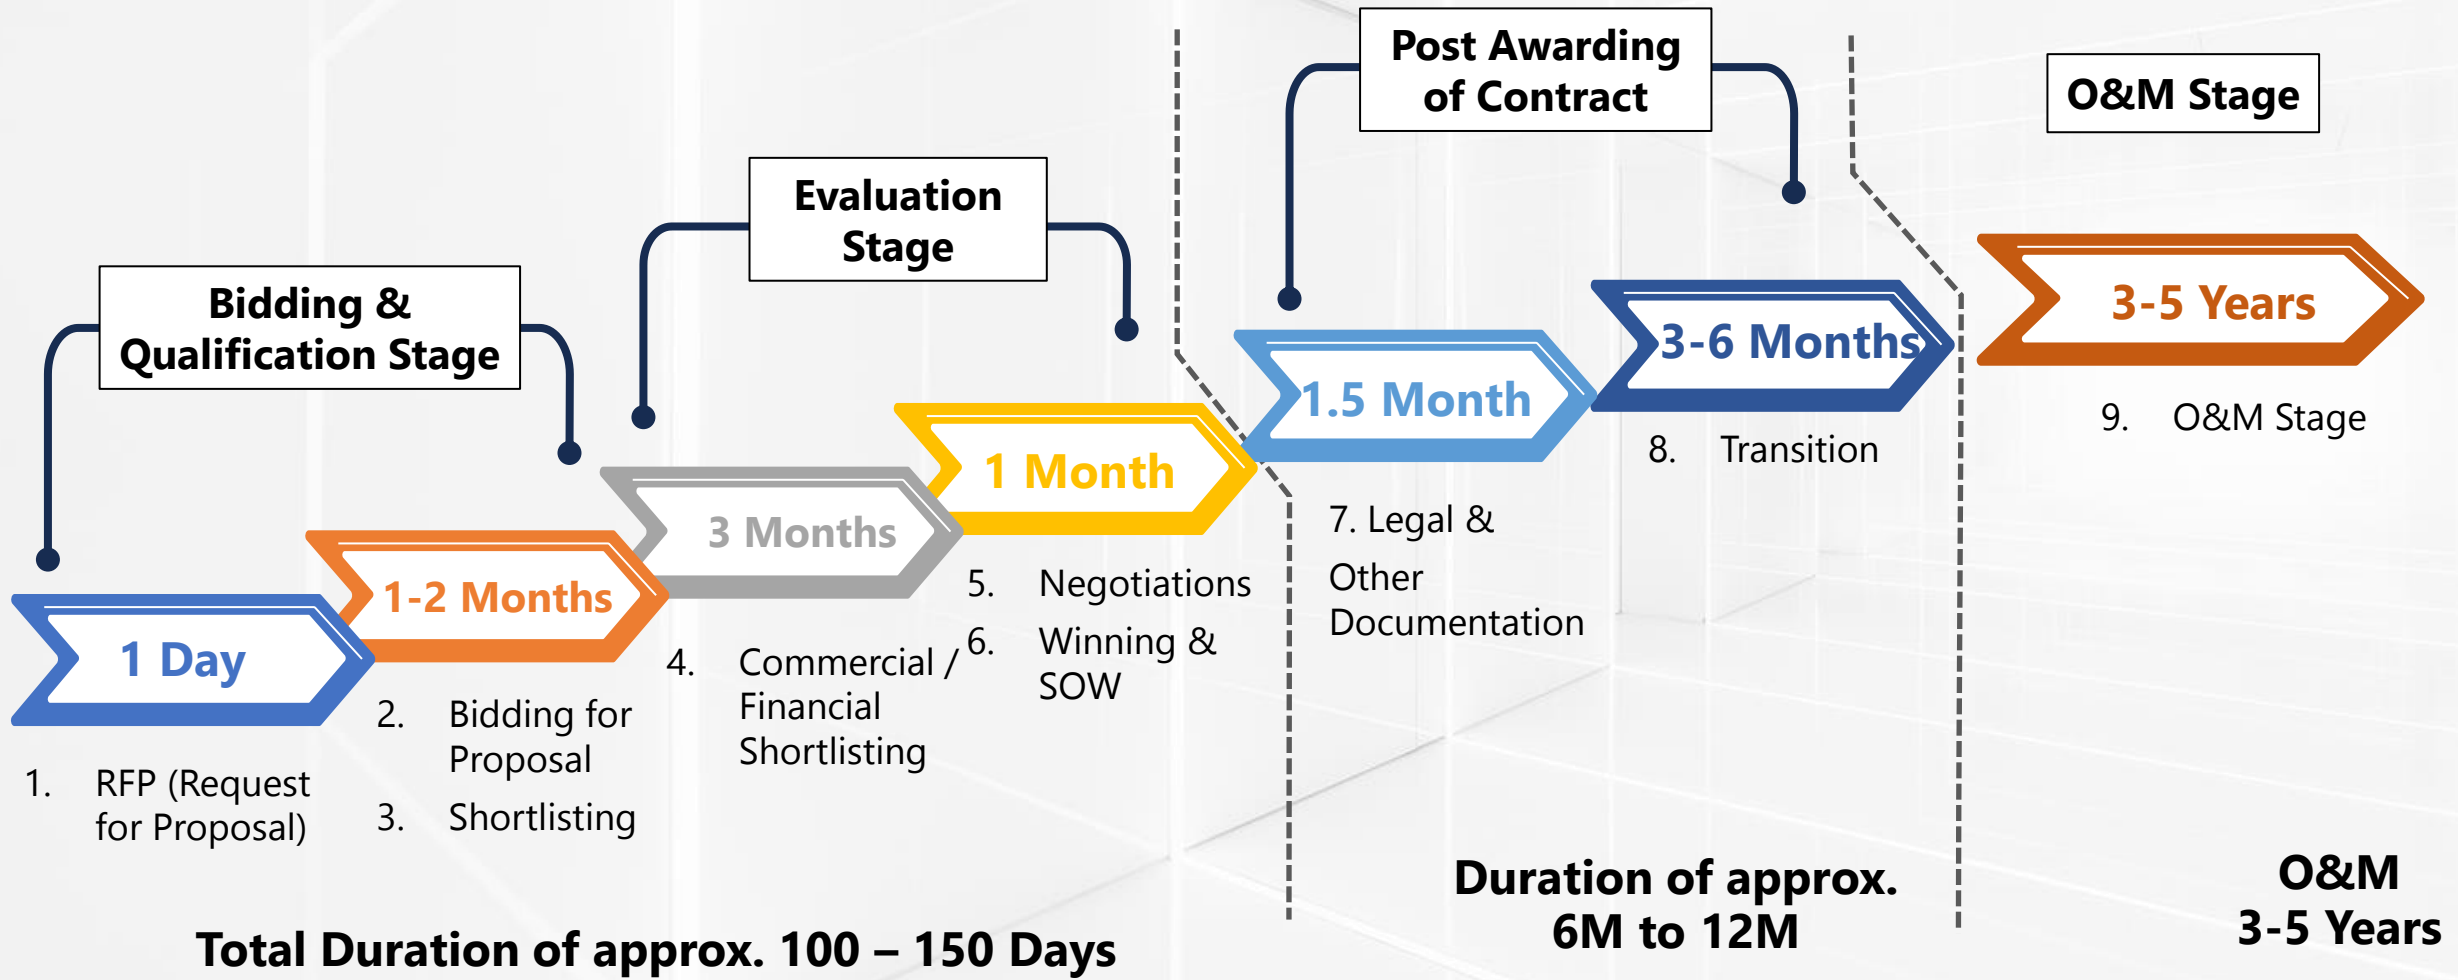 Bidding &
Qualification Stage
Evaluation
Stage
Post Awarding
of Contract
O&M Stage
1 Day
1-2 Months
3 Months
1 Month
1.5 Month
3-6 Months
3-5 Years
1. RFP (Request
for Proposal)
2. Bidding for
Proposal
3. Shortlisting
4. Commercial /
Financial
Shortlisting
5. Negotiations
6. Winning &
SOW
7. Legal &
Other
Documentation
8. Transition
9. O&M Stage
Total Duration of approx. 100 – 150 Days
Duration of approx.
6M to 12M
O&M
3-5 Years